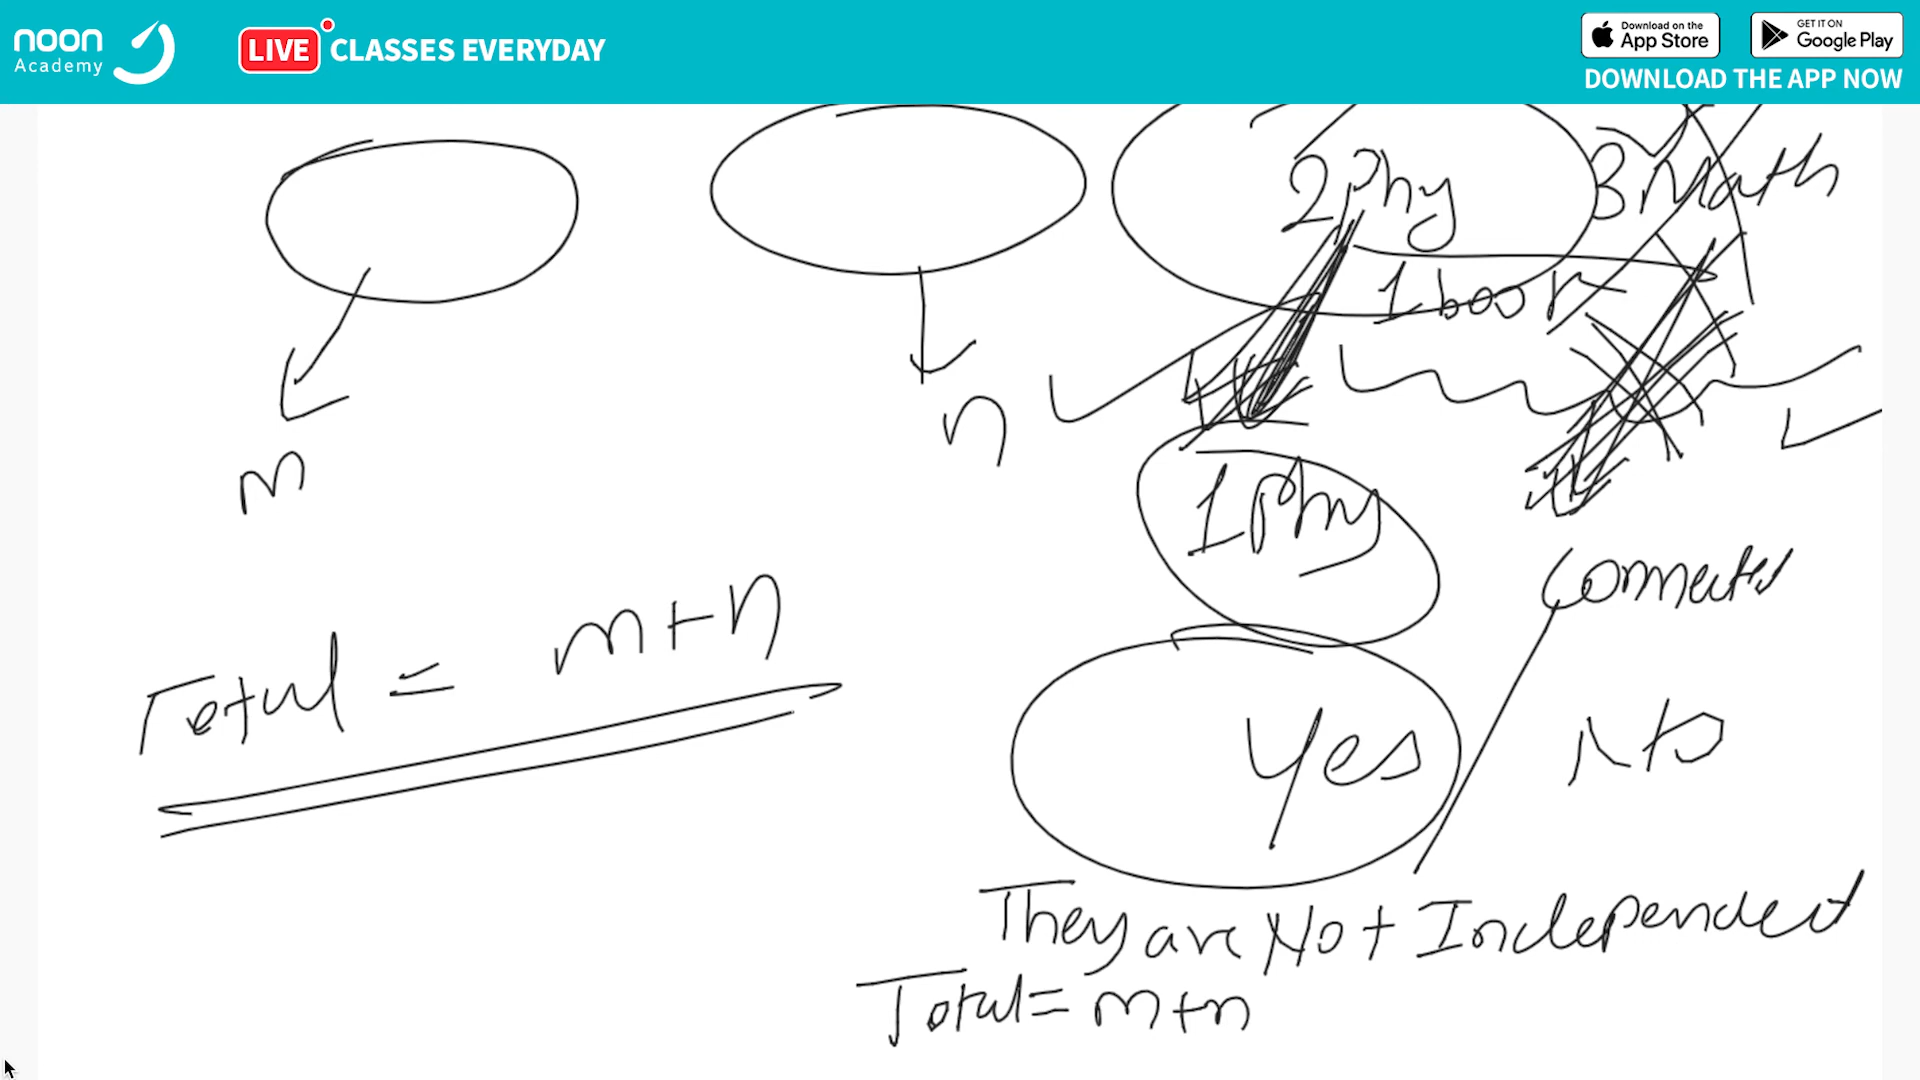 noon
Academy
LIVE CLASSES EVERYDAY
Download on the
App Store
GET IT ON
Google Play
DOWNLOAD THE APP NOW
2 Phy 3 Math
1 book
m
n
1 Phy
Connected
Total = m+n
Yes
No
They are Not Independent
Total = m+n